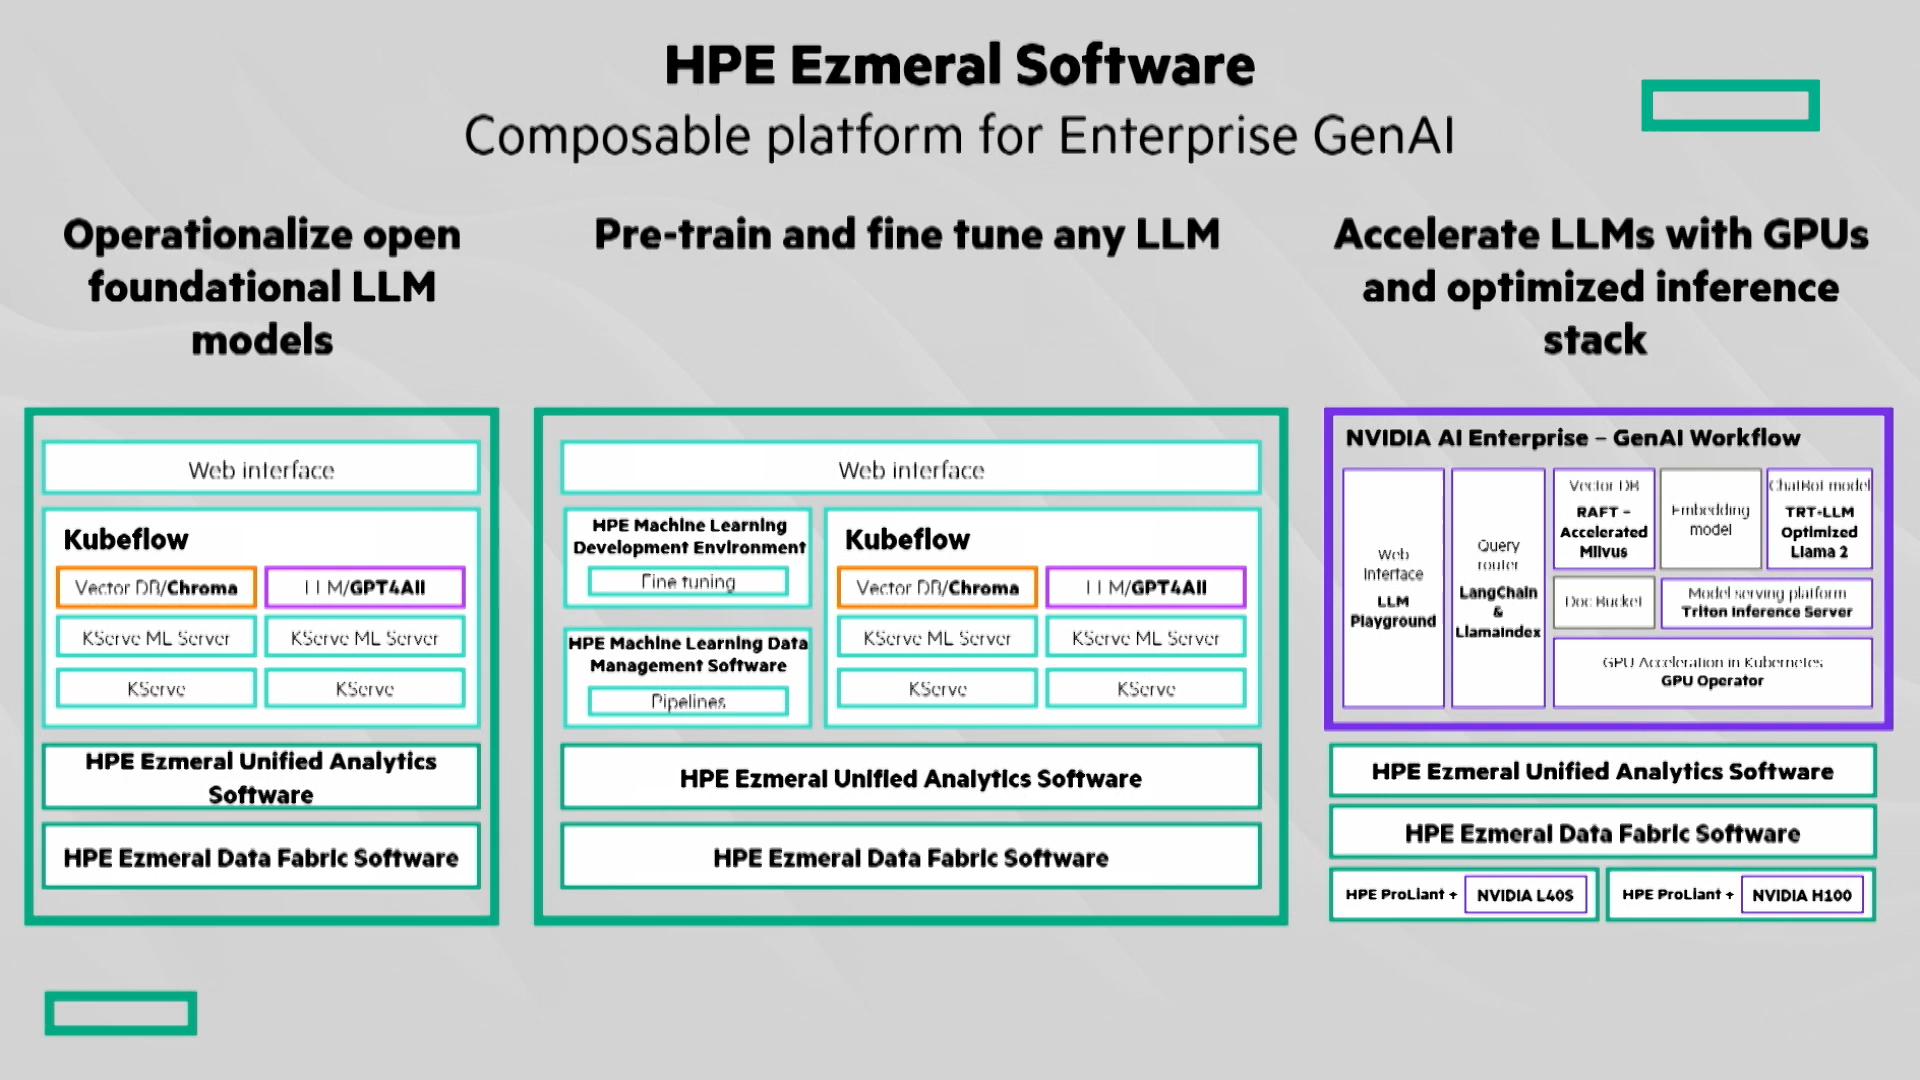 HPE Ezmeral Software
Composable platform for Enterprise GenAI
Operationalize open
foundational LLM
models
Web interface
Kubeflow
Vector DB/Chroma
LLM/GPT4All
KServe ML Server
KServe ML Server
KServe
KServe
HPE Ezmeral Unified Analytics
Software
HPE Ezmeral Data Fabric Software
Pre-train and fine tune any LLM
Web interface
HPE Machine Learning
Development Environment
Fine tuning
HPE Machine Learning Data
Management Software
Pipelines
Kubeflow
Vector DB/Chroma
LLM/GPT4All
KServe ML Server
KServe ML Server
KServe
KServe
HPE Ezmeral Unified Analytics Software
HPE Ezmeral Data Fabric Software
Accelerate LLMs with GPUs
and optimized inference
stack
NVIDIA AI Enterprise – GenAI Workflow
Web
Interface
LLM
Playground
Query
router
LangChain
&
LlamaIndex
Vector DB
RAFT –
Accelerated
Milvus
Embedding
model
ChatBot model
TRT-LLM
Optimized
Llama 2
Doc Bucket
Model serving platform
Triton Inference Server
GPU Acceleration in Kubernetes
GPU Operator
HPE Ezmeral Unified Analytics Software
HPE Ezmeral Data Fabric Software
HPE ProLiant + NVIDIA L40S
HPE ProLiant + NVIDIA H100